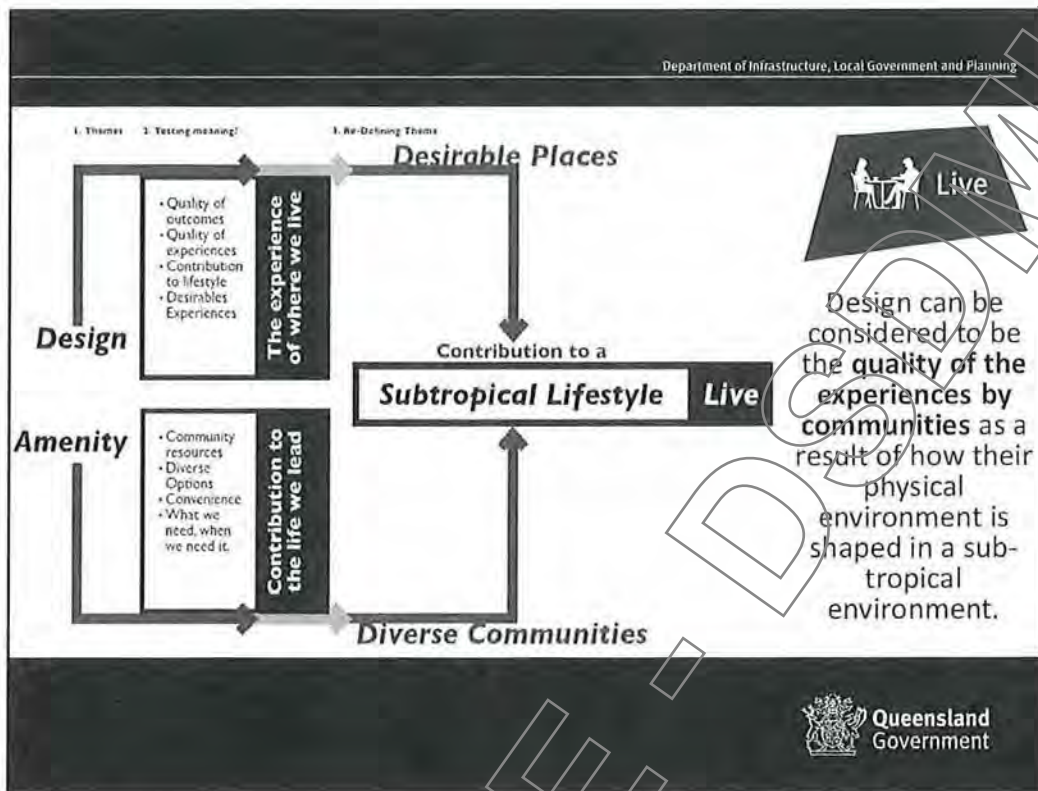 Department of Infrastructure, Local Government and Planning
1. Themes
2. Testing meaning?
3. Re-Defining Theme
Desirable Places
• Quality of
outcomes
• Quality of
experiences
• Contribution
to lifestyle
• Desirables
Experiences
The experience
of where we live
Design
Contribution to a
Subtropical Lifestyle
Live
Amenity
• Community
resources
• Diverse
Options
• Convenience
• What we
need, when
we need it.
Contribution to
the life we lead
Diverse Communities
Live
Design can be
considered to be
the quality of the
experiences by
communities as a
result of how their
physical
environment is
shaped in a sub-
tropical
environment.
Queensland
Government
E - DSDM